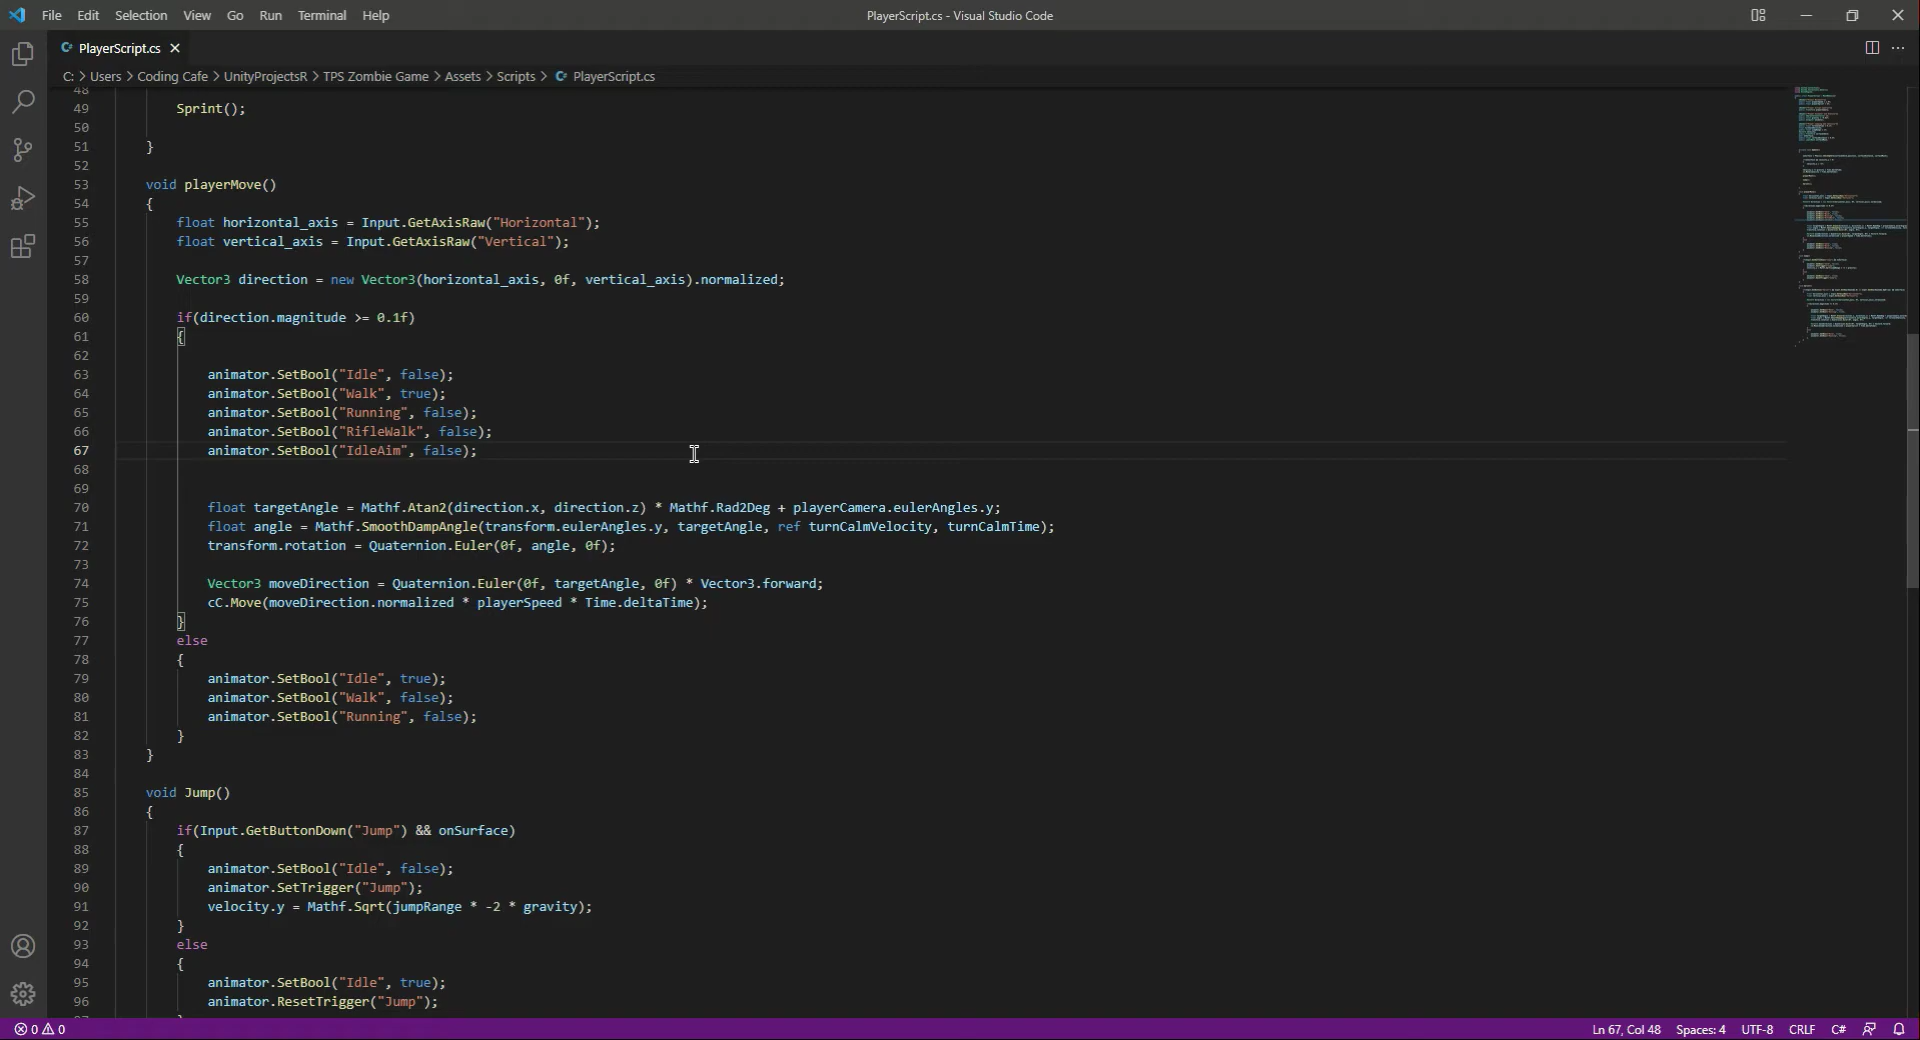 File Edit Selection View Go Run Terminal Help
PlayerScript.cs - Visual Studio Code
PlayerScript.cs
C: > Users > Coding Cafe > UnityProjectsR > TPS Zombie Game > Assets > Scripts > PlayerScript.cs
48
49 Sprint();
50
51 }
52
53 void playerMove()
54 {
55 float horizontal_axis = Input.GetAxisRaw("Horizontal");
56 float vertical_axis = Input.GetAxisRaw("Vertical");
57
58 Vector3 direction = new Vector3(horizontal_axis, 0f, vertical_axis).normalized;
59
60 if(direction.magnitude >= 0.1f)
61 {
62
63 animator.SetBool("Idle", false);
64 animator.SetBool("Walk", true);
65 animator.SetBool("Running", false);
66 animator.SetBool("RifleWalk", false);
67 animator.SetBool("IdleAim", false);
68
69
70 float targetAngle = Mathf.Atan2(direction.x, direction.z) * Mathf.Rad2Deg + playerCamera.eulerAngles.y;
71 float angle = Mathf.SmoothDampAngle(transform.eulerAngles.y, targetAngle, ref turnCalmVelocity, turnCalmTime);
72 transform.rotation = Quaternion.Euler(0f, angle, 0f);
73
74 Vector3 moveDirection = Quaternion.Euler(0f, targetAngle, 0f) * Vector3.forward;
75 cC.Move(moveDirection.normalized * playerSpeed * Time.deltaTime);
76 }
77 else
78 {
79 animator.SetBool("Idle", true);
80 animator.SetBool("Walk", false);
81 animator.SetBool("Running", false);
82 }
83 }
84
85 void Jump()
86 {
87 if(Input.GetButtonDown("Jump") && onSurface)
88 {
89 animator.SetBool("Idle", false);
90 animator.SetTrigger("Jump");
91 velocity.y = Mathf.Sqrt(jumpRange * -2 * gravity);
92 }
93 else
94 {
95 animator.SetBool("Idle", true);
96 animator.ResetTrigger("Jump");
0 0
Ln 67, Col 48 Spaces: 4 UTF-8 CRLF C#